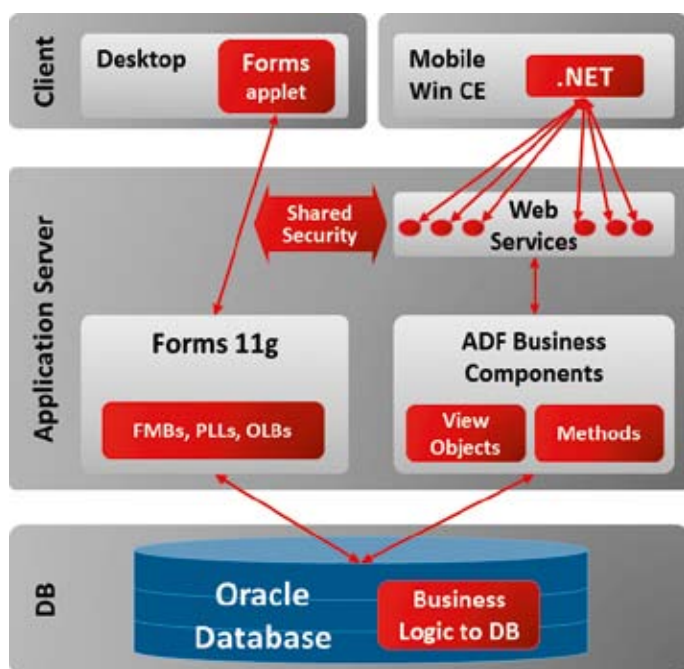 Client
Desktop
Forms
applet
Mobile
Win CE
.NET
Application Server
Shared
Security
Web
Services
Forms 11g
FMBs, PLLs, OLBs
ADF Business
Components
View
Objects
Methods
DB
Oracle
Database
Business
Logic to DB